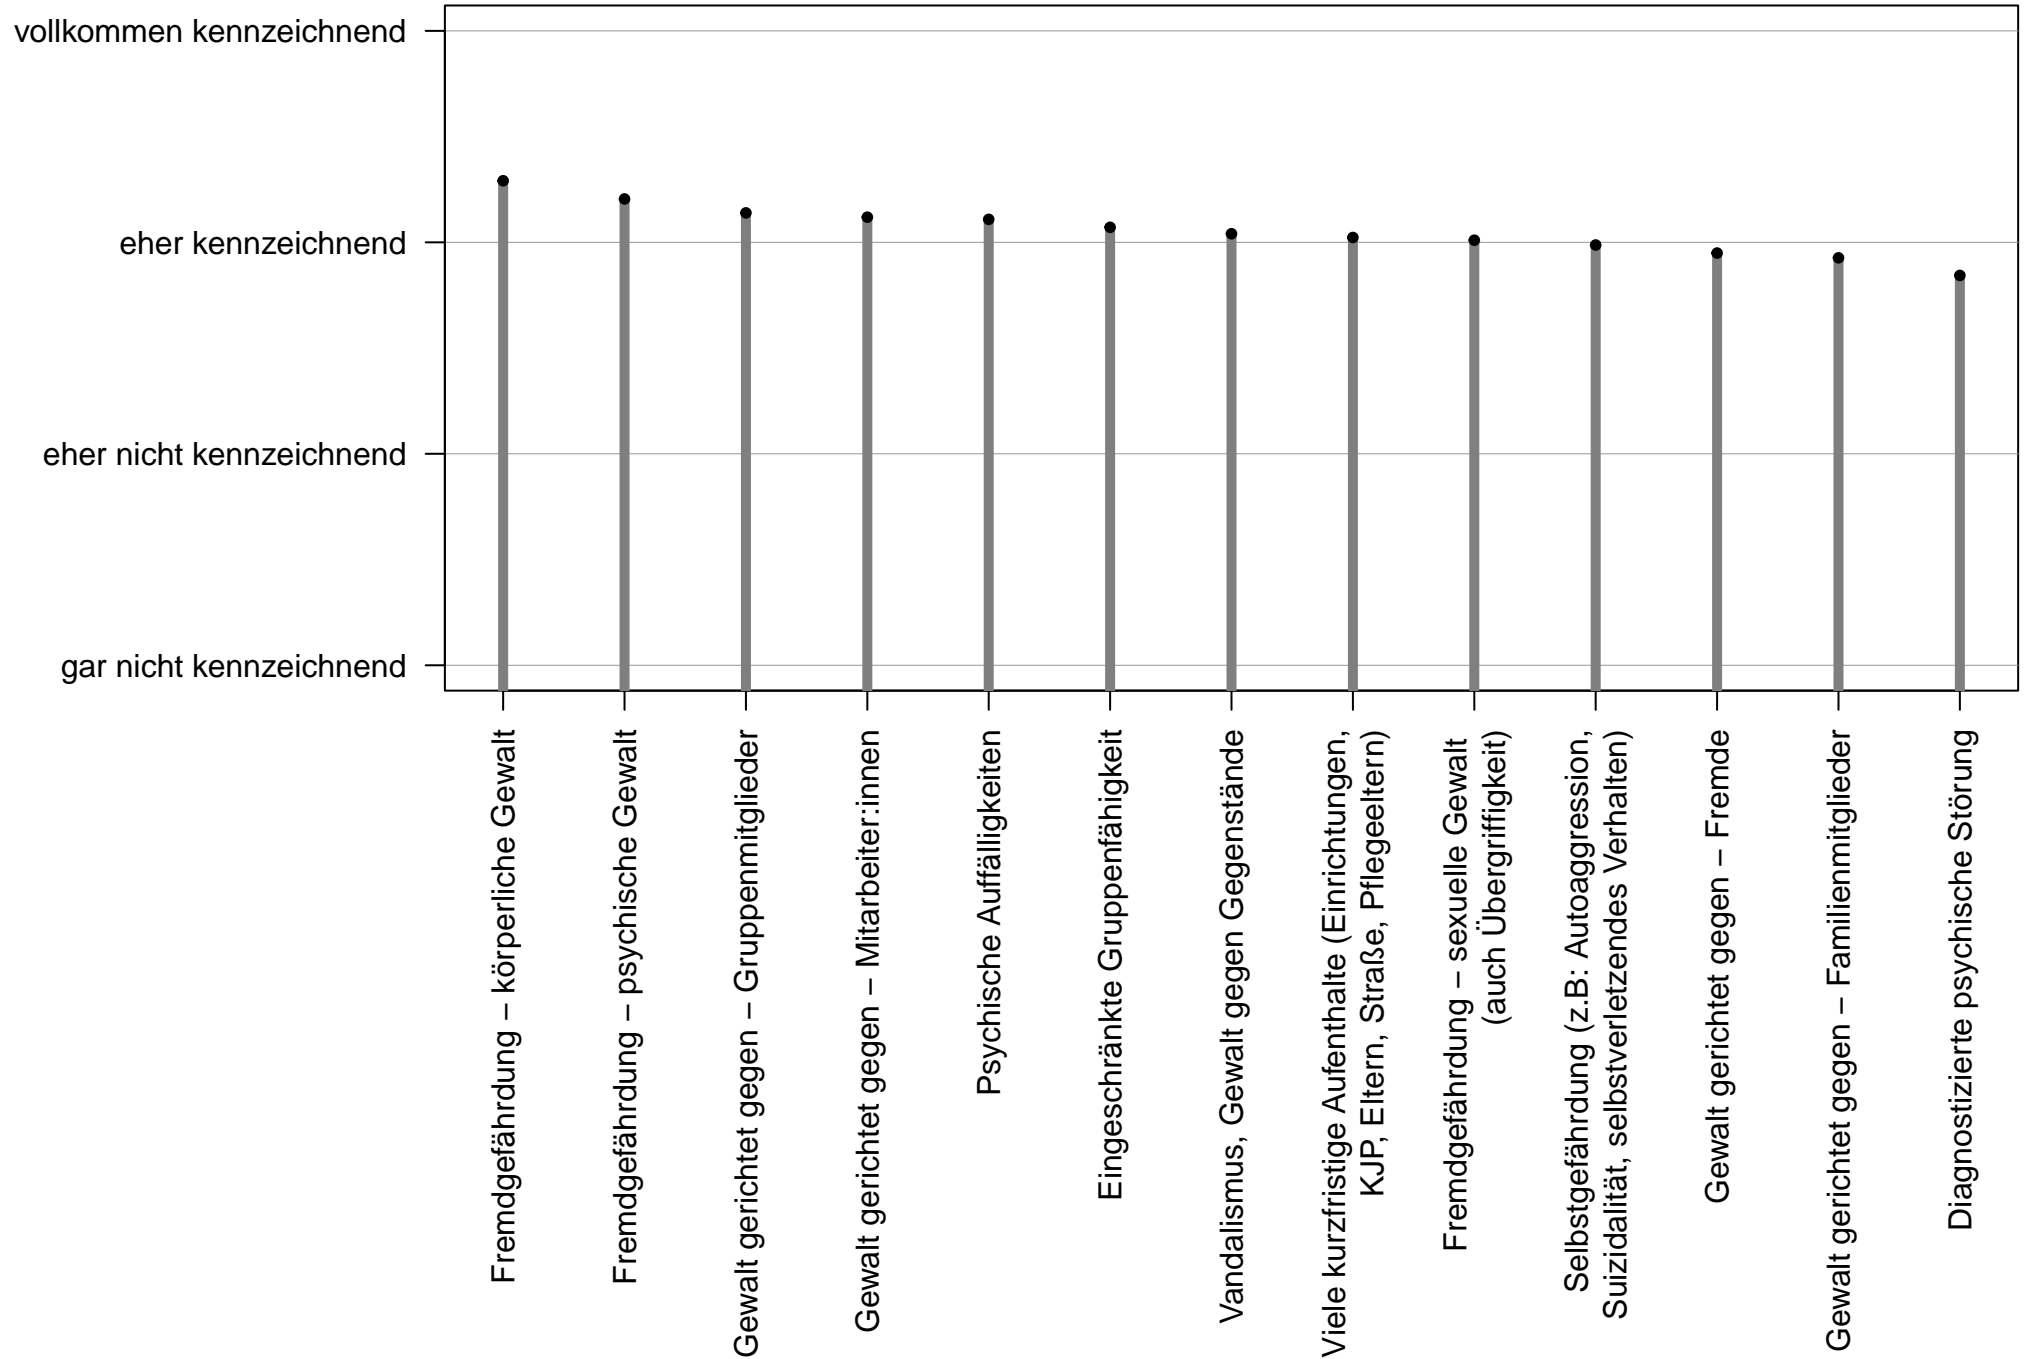 vollkommen kennzeichnend
eher kennzeichnend
eher nicht kennzeichnend
gar nicht kennzeichnend
Fremdgefährdung – körperliche Gewalt
Fremdgefährdung – psychische Gewalt
Gewalt gerichtet gegen – Gruppenmitglieder
Gewalt gerichtet gegen – Mitarbeiter:innen
Psychische Auffälligkeiten
Eingeschränkte Gruppenfähigkeit
Vandalismus, Gewalt gegen Gegenstände
Viele kurzfristige Aufenthalte (Einrichtungen,
KJP, Eltern, Straße, Pflegeeltern)
Fremdgefährdung – sexuelle Gewalt
(auch Übergriffigkeit)
Selbstgefährdung (z.B: Autoaggression,
Suizidalität, selbstverletzendes Verhalten)
Gewalt gerichtet gegen – Fremde
Gewalt gerichtet gegen – Familienmitglieder
Diagnostizierte psychische Störung